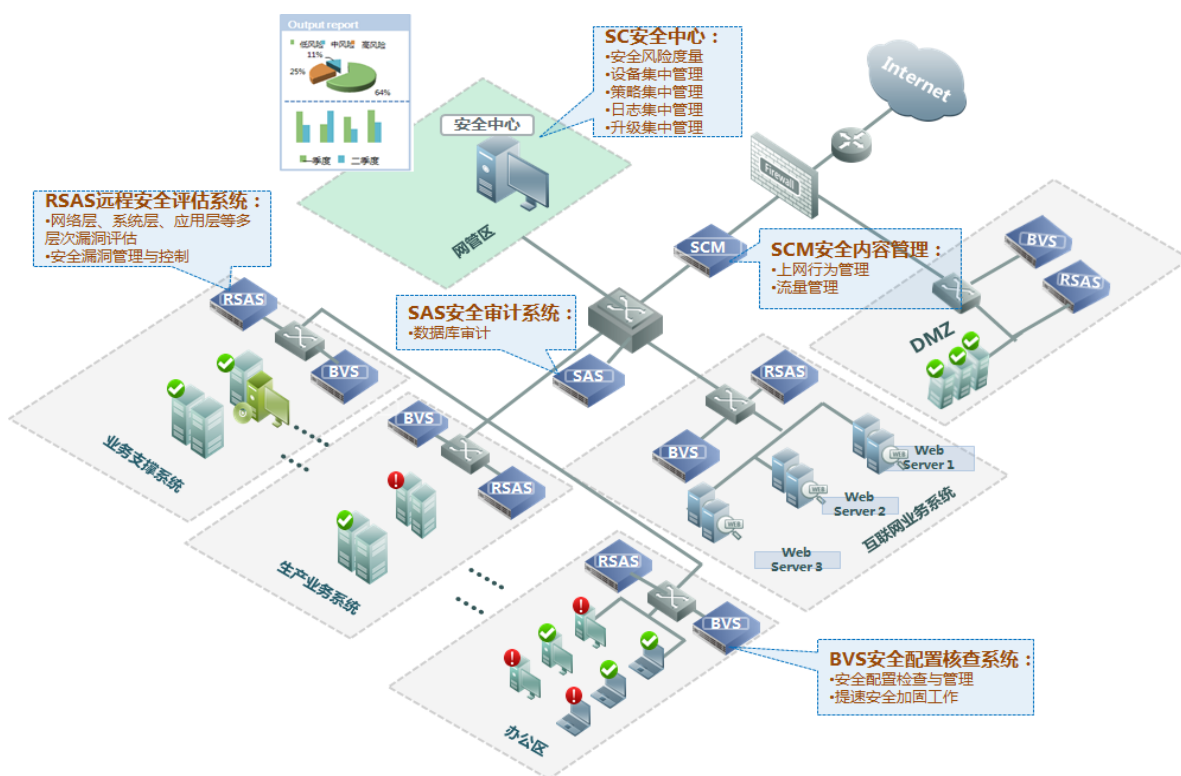 Output report
低风险 中风险 高风险
11%
25%
64%
一季度 二季度
SC安全中心：
•安全风险度量
•设备集中管理
•策略集中管理
•日志集中管理
•升级集中管理
Internet
安全中心
Firewall
网管区
RSAS远程安全评估系统：
•网络层、系统层、应用层等多
层次漏洞评估
•安全漏洞管理与控制
SCM
SCM安全内容管理：
•上网行为管理
•流量管理
BVS
RSAS
DMZ
RSAS
BVS
业务支撑系统
SAS安全审计系统：
•数据库审计
SAS
BVS
RSAS
生产业务系统
RSAS
BVS
WEB
Web
Server 1
WEB
Web
Server 2
WEB
Web
Server 3
互联网业务系统
RSAS
BVS
办公区
BVS安全配置核查系统：
•安全配置检查与管理
•提速安全加固工作